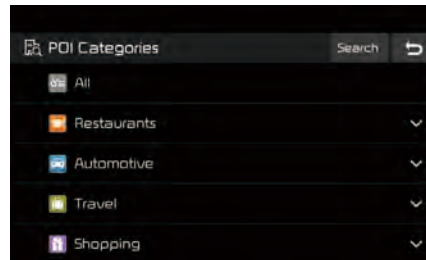 POI Categories Search
All
Restaurants
Automotive
Travel
Shopping